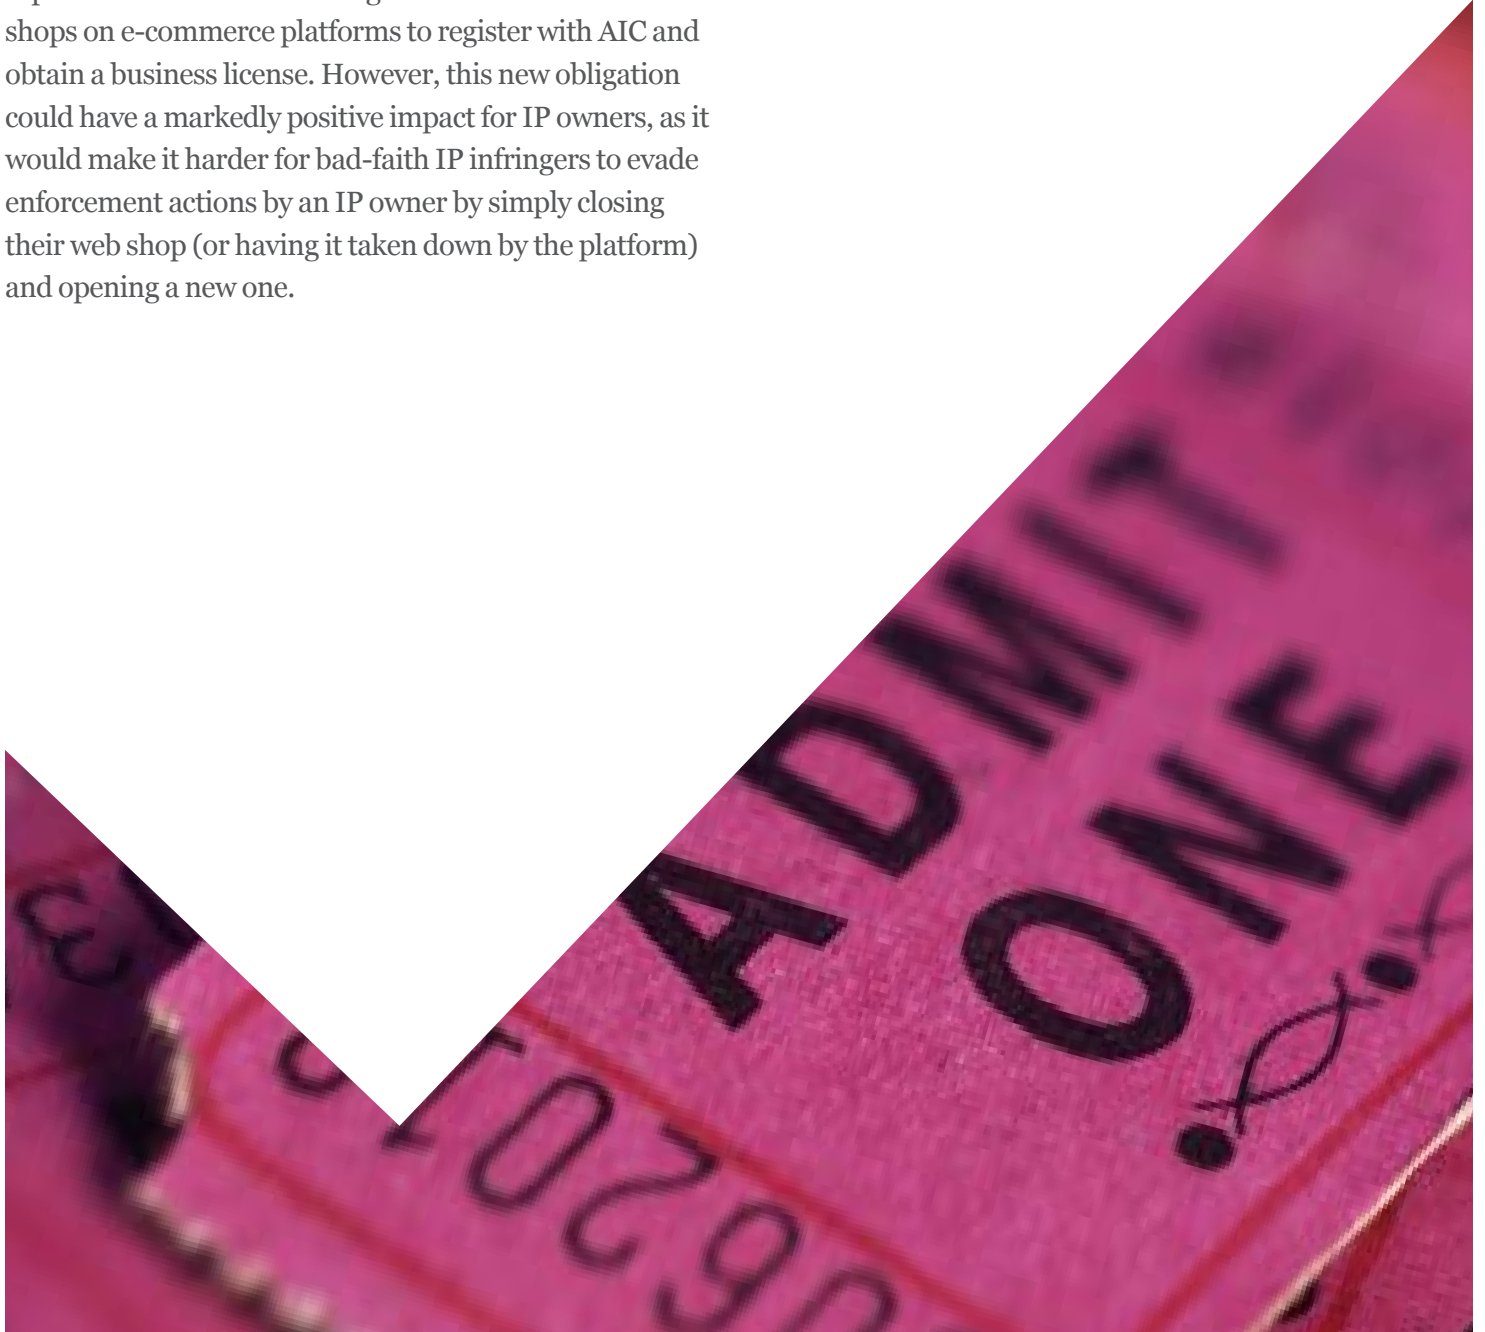 shops on e-commerce platforms to register with AIC and
obtain a business license. However, this new obligation
could have a markedly positive impact for IP owners, as it
would make it harder for bad-faith IP infringers to evade
enforcement actions by an IP owner by simply closing
their web shop (or having it taken down by the platform)
and opening a new one.
ADMIT
ONE